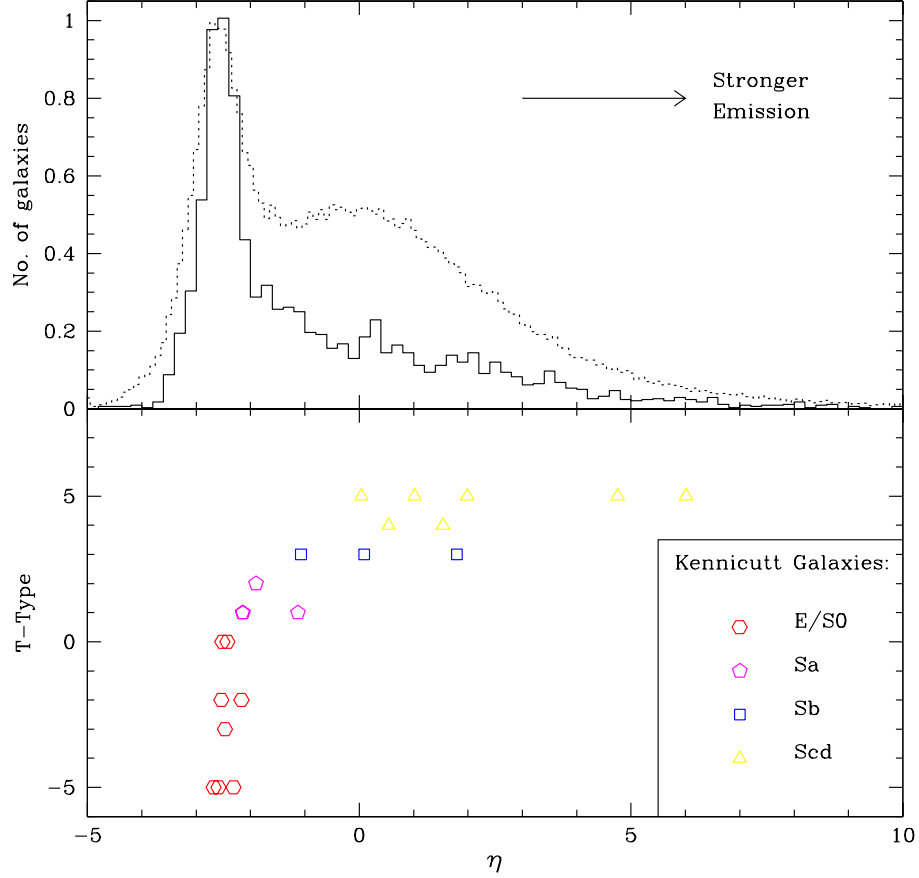 1
0.8
0.6
0.4
0.2
0
No. of galaxies
Stronger
Emission
5
0
−5
T−Type
Kennicutt Galaxies:
E/S0
Sa
Sb
Scd
−5
0
5
10
η